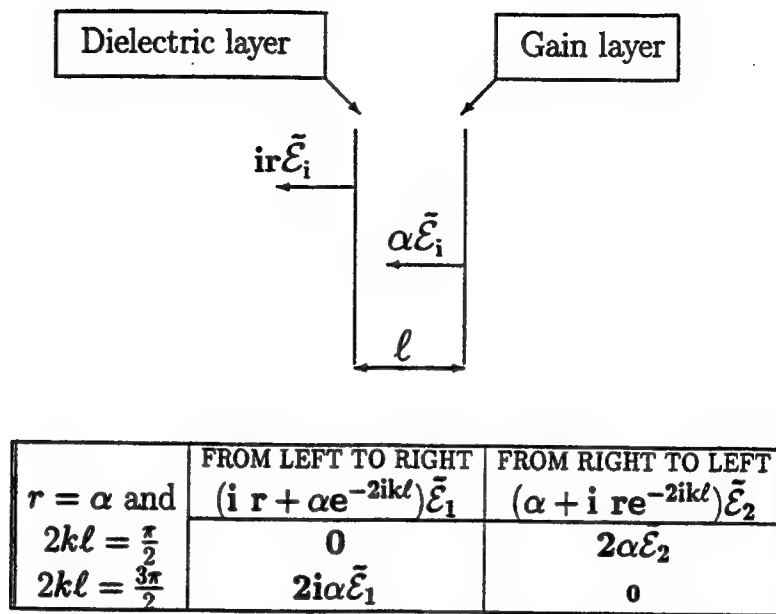 Dielectric layer Gain layer
irℰ̃ᵢ
αℰ̃ᵢ
ℓ
FROM LEFT TO RIGHT FROM RIGHT TO LEFT
r = α and (i r + αe^{-2ikℓ})ℰ̃₁ (α + i re^{-2ikℓ})ℰ̃₂
2kℓ = π/2 0 2αℰ̃₂
2kℓ = 3π/2 2iαℰ̃₁ 0